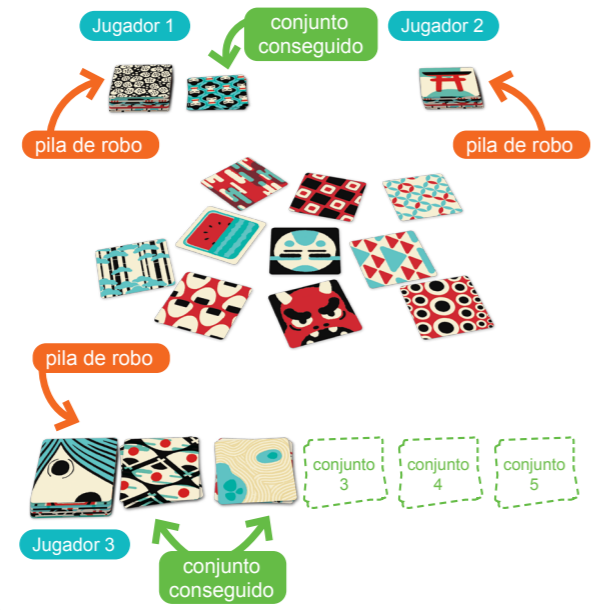 Jugador 1
conjunto
conseguido
Jugador 2
pila de robo
pila de robo
pila de robo
conjunto
3
conjunto
4
conjunto
5
Jugador 3
conjunto
conseguido